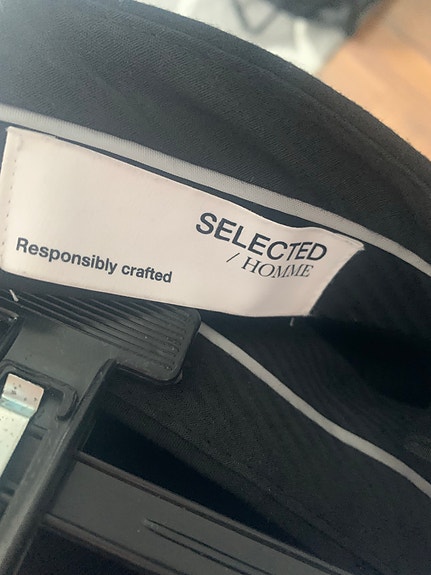 SELECTED
/ HOMME
Responsibly crafted